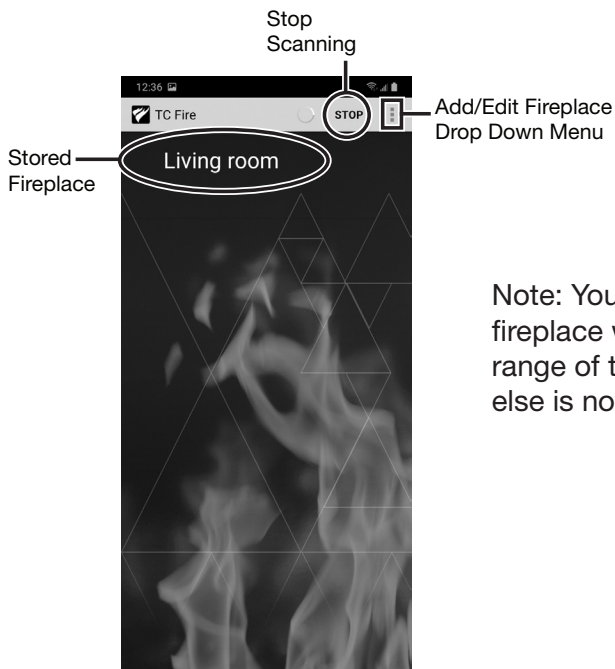 Stop
Scanning
12:36
TC Fire
STOP
Add/Edit Fireplace
Drop Down Menu
Stored
Fireplace
Living room
Note: You
fireplace
range of
else is no